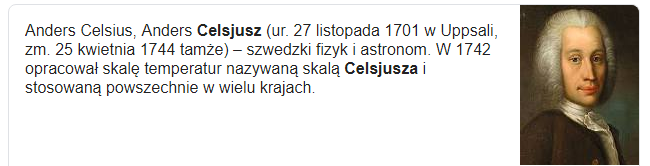 Anders Celsius, Anders Celsjusz (ur. 27 listopada 1701 w Uppsali,
zm. 25 kwietnia 1744 tamże) – szwedzki fizyk i astronom. W 1742
opracował skalę temperatur nazywaną skalą Celsjusza i
stosowaną powszechnie w wielu krajach.